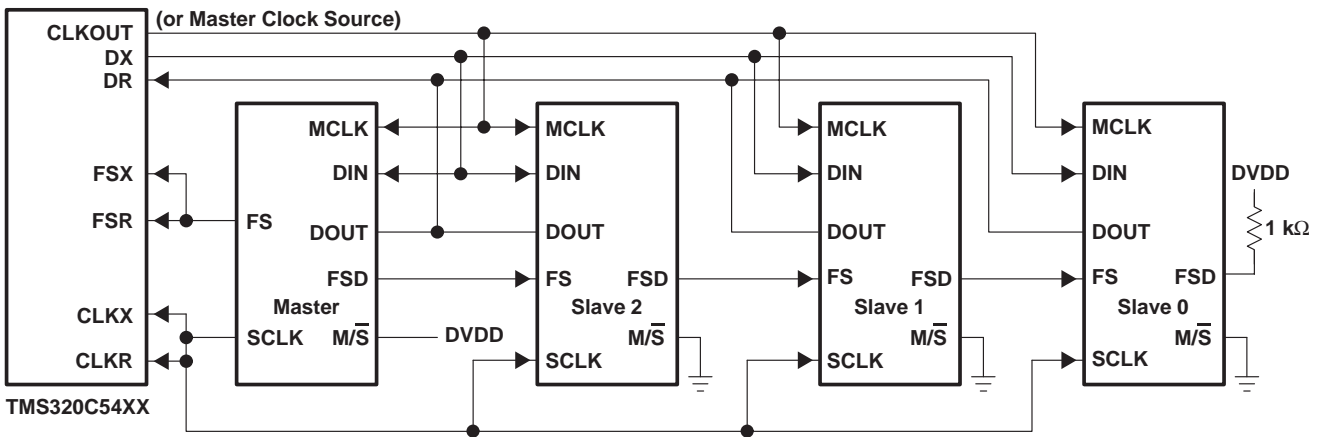 (or Master Clock Source)
CLKOUT
DX
DR
FSX
FSR
CLKX
CLKR
TMS320C54XX
MCLK
DIN
FS
DOUT
FSD
Master
SCLK
M/S̅
DVDD
MCLK
DIN
DOUT
FS
FSD
Slave 2
M/S̅
SCLK
MCLK
DIN
DOUT
FS
FSD
Slave 1
M/S̅
SCLK
MCLK
DIN
DOUT
FS
FSD
Slave 0
M/S̅
SCLK
DVDD
1 kΩ